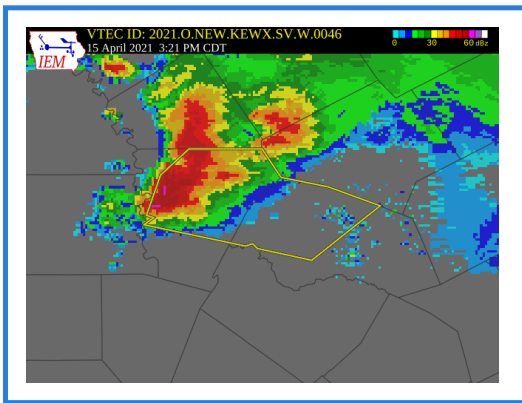 VTEC ID: 2021.O.NEW.KEWX.SV.W.0046
15 April 2021 3:21 PM CDT
IEM
0 30 60 dBz